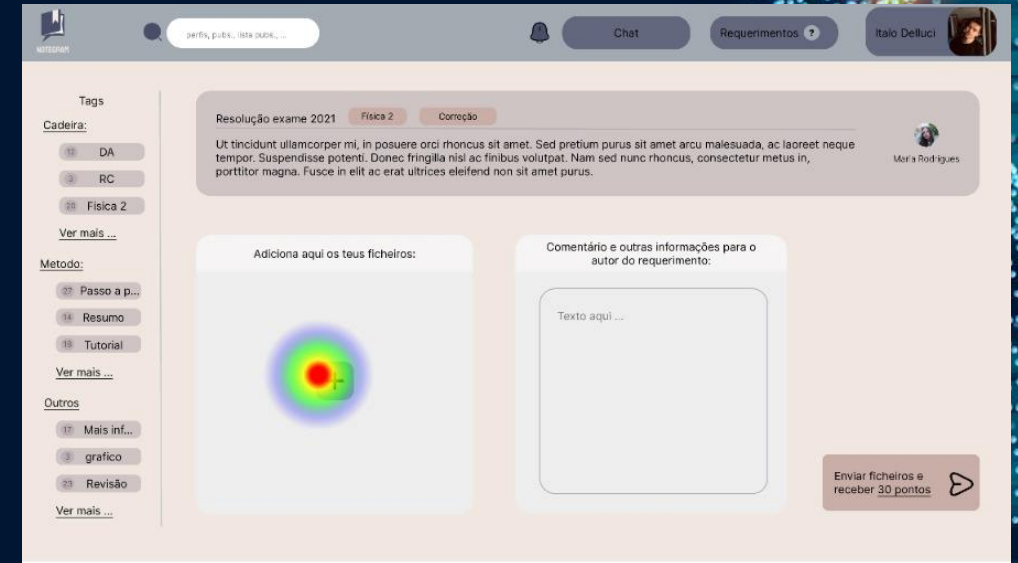 NOTEGRAM
perfis, pubs., lista pubs., ...
Chat
Requerimentos ?
Italo Delluci
Tags
Cadeira:
12 DA
3 RC
20 Fisica 2
Ver mais ...
Metodo:
27 Passo a p...
14 Resumo
16 Tutorial
Ver mais ...
Outros
17 Mais inf...
3 grafico
23 Revisão
Ver mais ...
Resolução exame 2021 Física 2 Correção
Ut tincidunt ullamcorper mi, in posuere orci rhoncus sit amet. Sed pretium purus sit amet arcu malesuada, ac laoreet neque
tempor. Suspendisse potenti. Donec fringilla nisl ac finibus volutpat. Nam sed nunc rhoncus, consectetur metus in,
porttitor magna. Fusce in elit ac erat ultrices eleifend non sit amet purus.
Maria Rodrigues
Adiciona aqui os teus ficheiros:
Comentário e outras informações para o
autor do requerimento:
Texto aqui ...
Enviar ficheiros e
receber 30 pontos